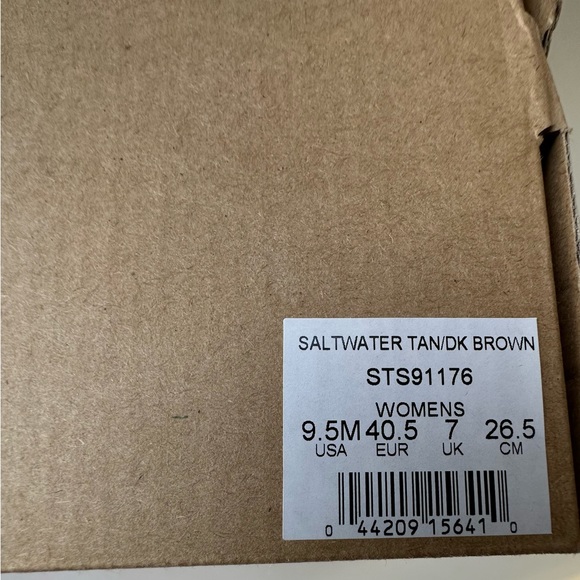 SALTWATER TAN/DK BROWN
STS91176
WOMENS
9.5M 40.5 7 26.5
USA EUR UK CM
0 44209 15641 0